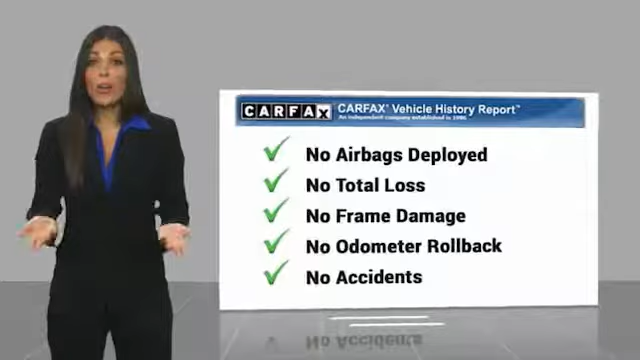 CARFAX
CARFAX® Vehicle History Report™
An independent company established in 1986
No Airbags Deployed
No Total Loss
No Frame Damage
No Odometer Rollback
No Accidents